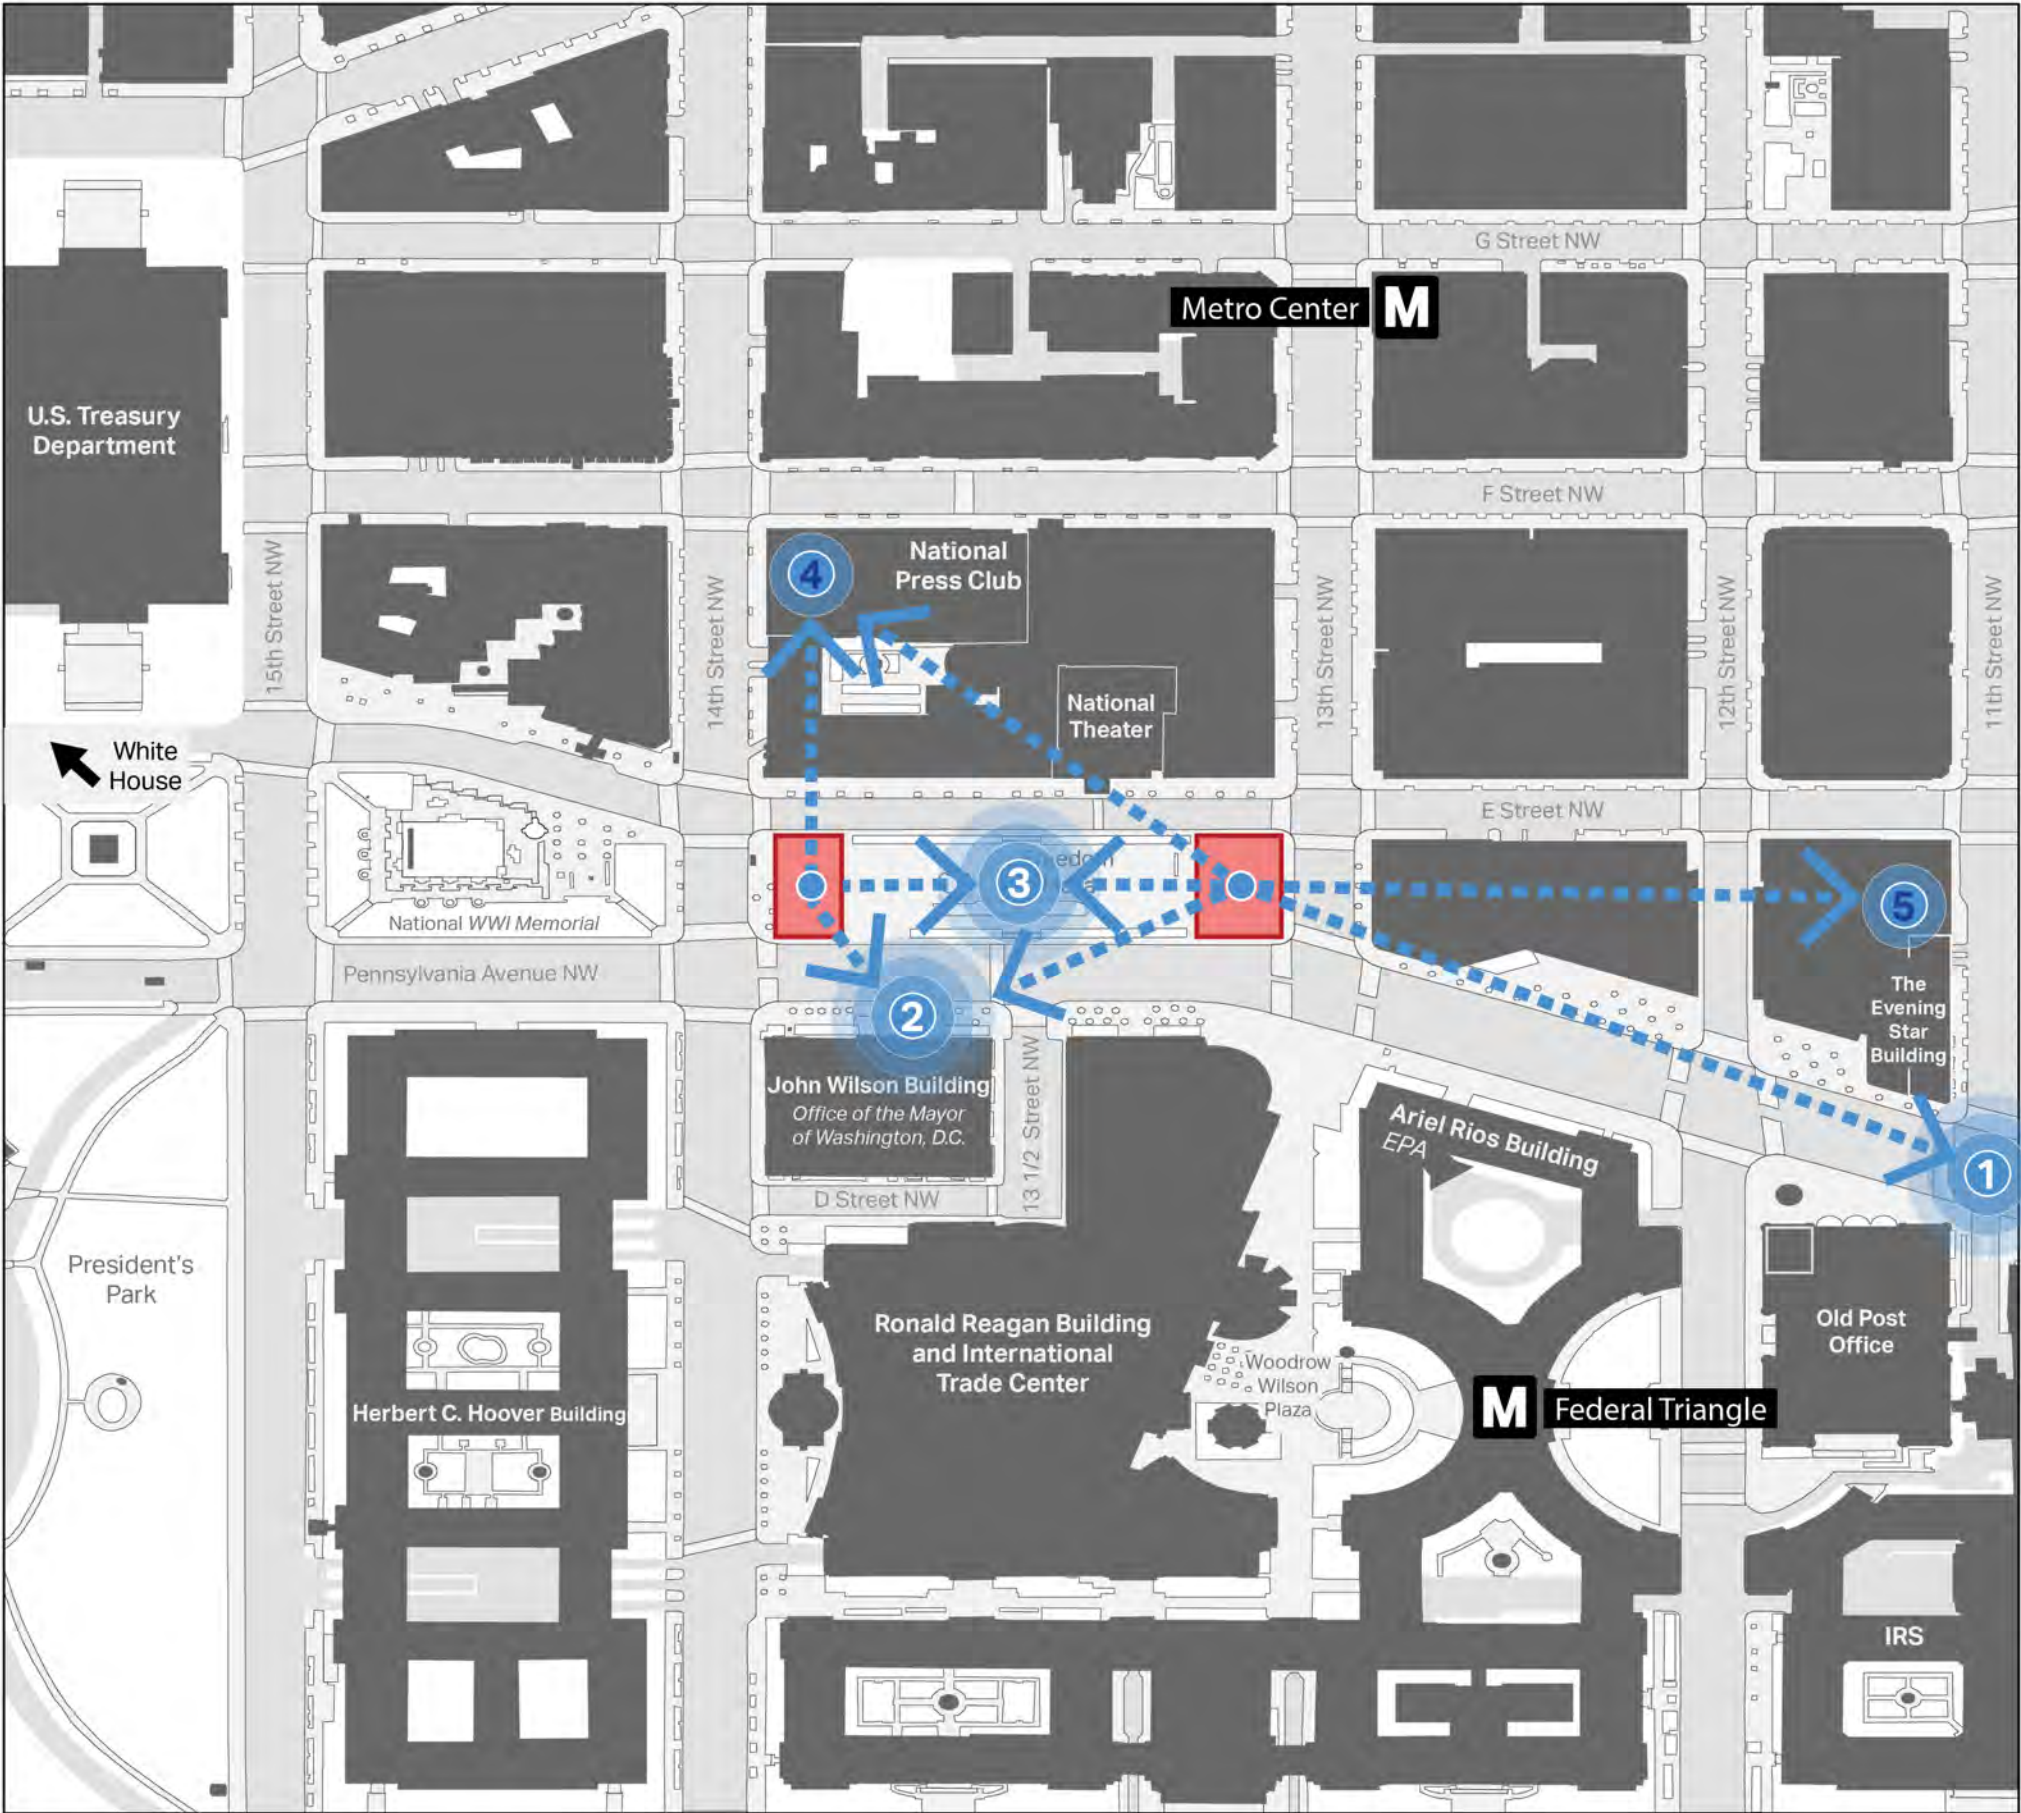 G Street NW
Metro Center
M
U.S. Treasury
Department
F Street NW
15th Street NW
14th Street NW
13th Street NW
12th Street NW
11th Street NW
4
National
Press Club
National
Theater
White
House
E Street NW
3
5
National WWI Memorial
Pennsylvania Avenue NW
2
The
Evening
Star
Building
John Wilson Building
Office of the Mayor
of Washington, D.C.
13 1/2 Street NW
Ariel Rios Building
EPA
1
D Street NW
President's
Park
Ronald Reagan Building
and International
Trade Center
Old Post
Office
Woodrow
Wilson
Plaza
Herbert C. Hoover Building
M
Federal Triangle
IRS